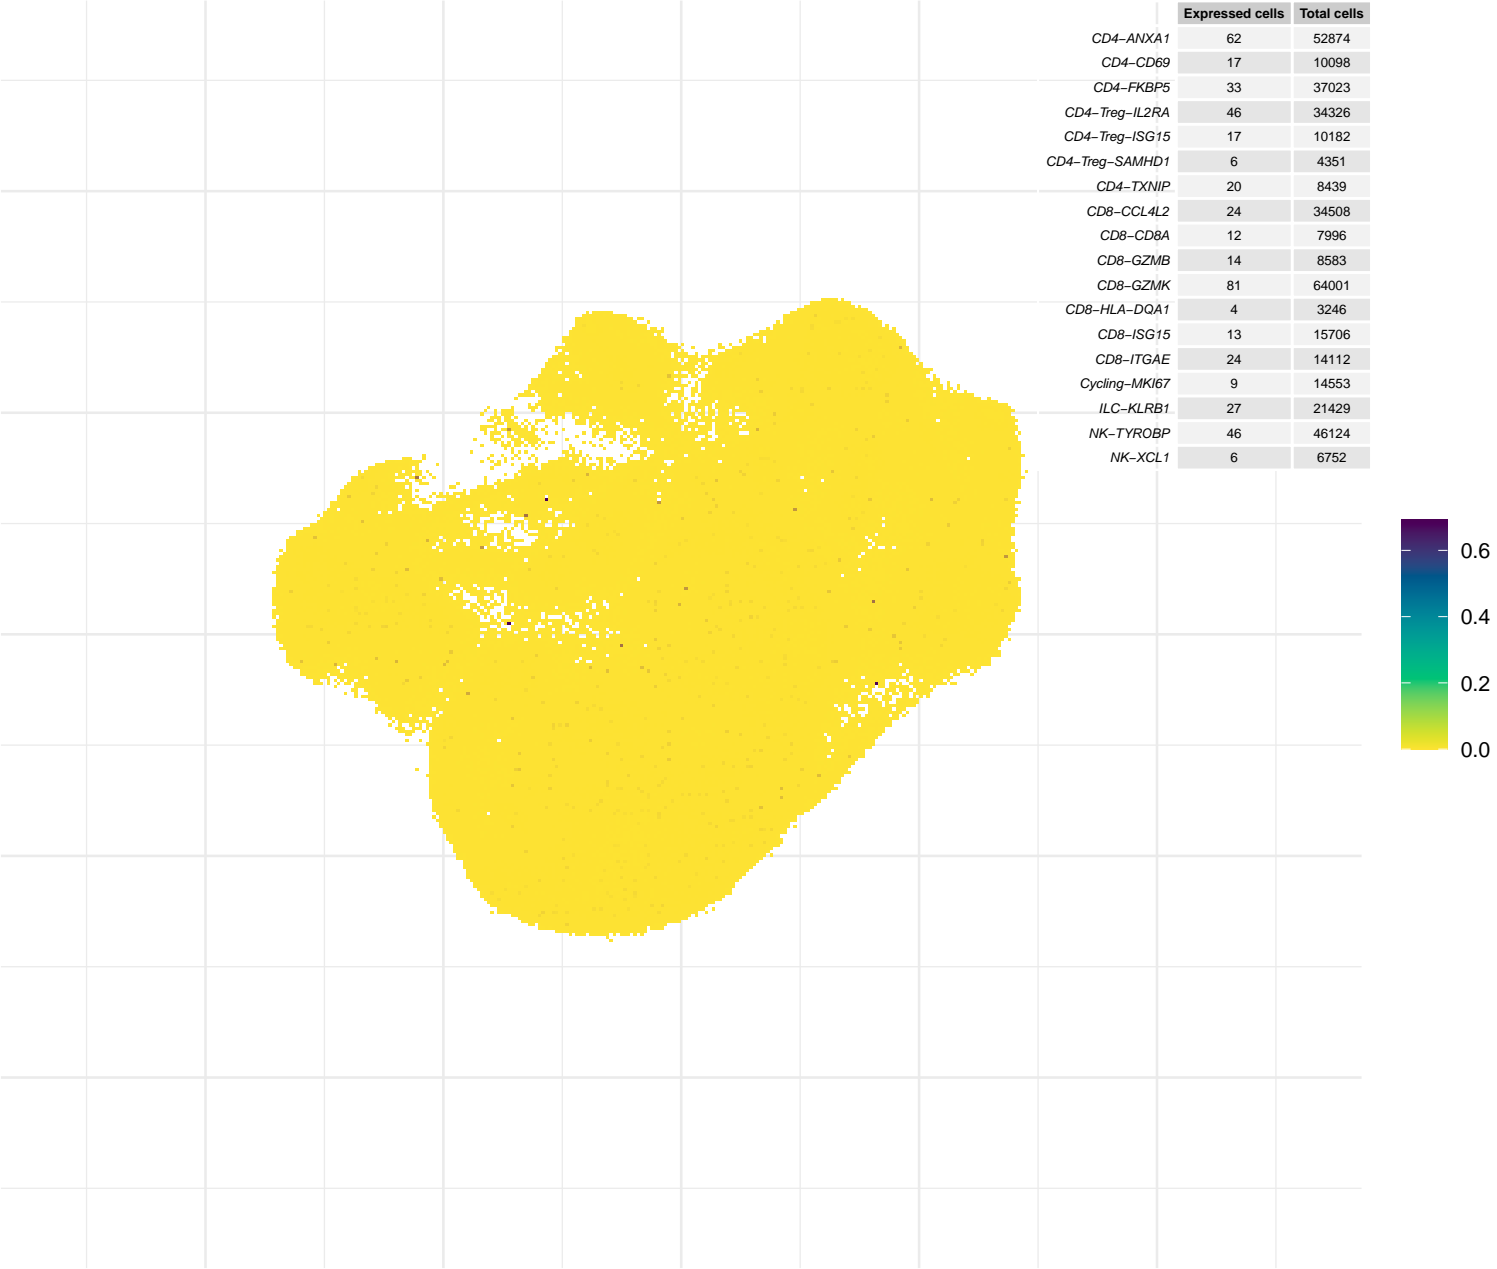 Expressed cells Total cells
CD4−ANXA1 62 52874
CD4−CD69 17 10098
CD4−FKBP5 33 37023
CD4−Treg−IL2RA 46 34326
CD4−Treg−ISG15 17 10182
CD4−Treg−SAMHD1 6 4351
CD4−TXNIP 20 8439
CD8−CCL4L2 24 34508
CD8−CD8A 12 7996
CD8−GZMB 14 8583
CD8−GZMK 81 64001
CD8−HLA−DQA1 4 3246
CD8−ISG15 13 15706
CD8−ITGAE 24 14112
Cycling−MKI67 9 14553
ILC−KLRB1 27 21429
NK−TYROBP 46 46124
NK−XCL1 6 6752
0.6
0.4
0.2
0.0